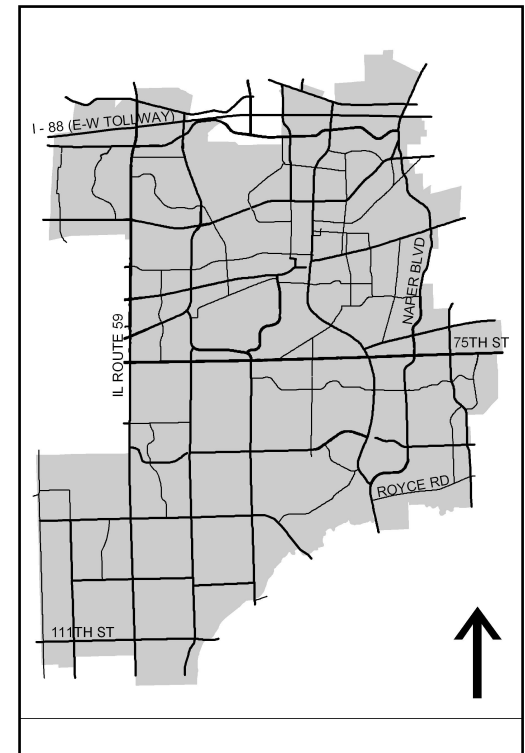 I - 88 (E-W TOLLWAY)
NAPER BLVD
IL ROUTE 59
75TH ST
ROYCE RD
111TH ST